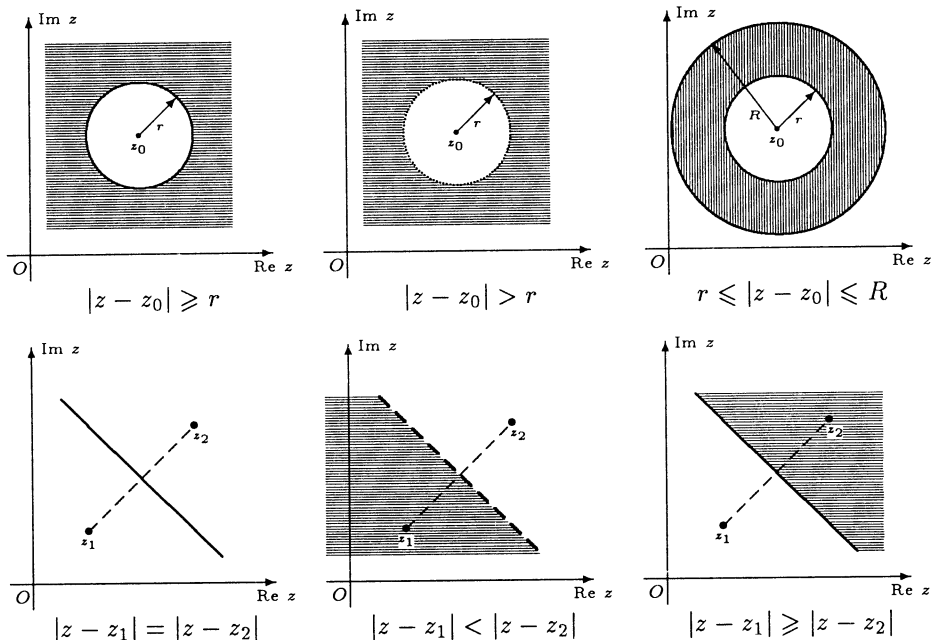 Im z
r
z₀
O
Re z
|z − z₀| ⩾ r
Im z
r
z₀
O
Re z
|z − z₀| > r
Im z
R
r
z₀
O
Re z
r ⩽ |z − z₀| ⩽ R
Im z
z₂
z₁
O
Re z
|z − z₁| = |z − z₂|
Im z
z₂
z₁
O
Re z
|z − z₁| < |z − z₂|
Im z
z₂
z₁
O
Re z
|z − z₁| ⩾ |z − z₂|